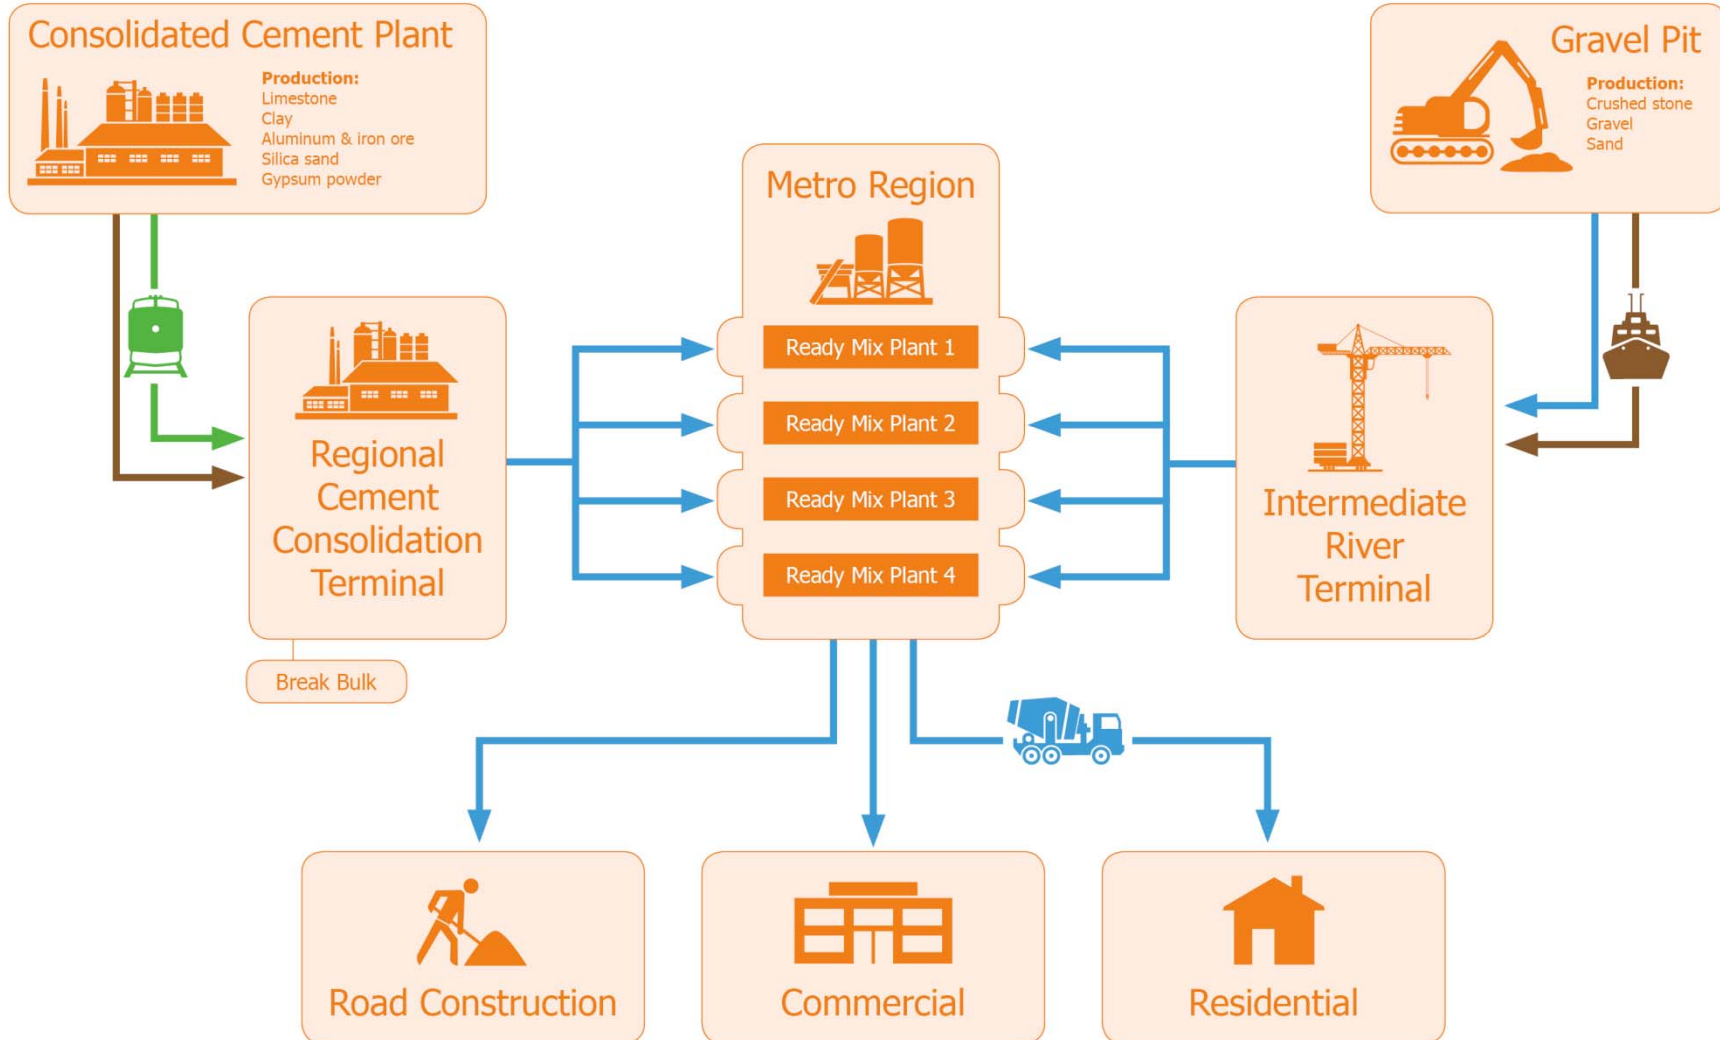 Consolidated Cement Plant
Production:
Limestone
Clay
Aluminum & iron ore
Silica sand
Gypsum powder
Gravel Pit
Production:
Crushed stone
Gravel
Sand
Metro Region
Ready Mix Plant 1
Ready Mix Plant 2
Ready Mix Plant 3
Ready Mix Plant 4
Regional
Cement
Consolidation
Terminal
Break Bulk
Intermediate
River
Terminal
Road Construction
Commercial
Residential